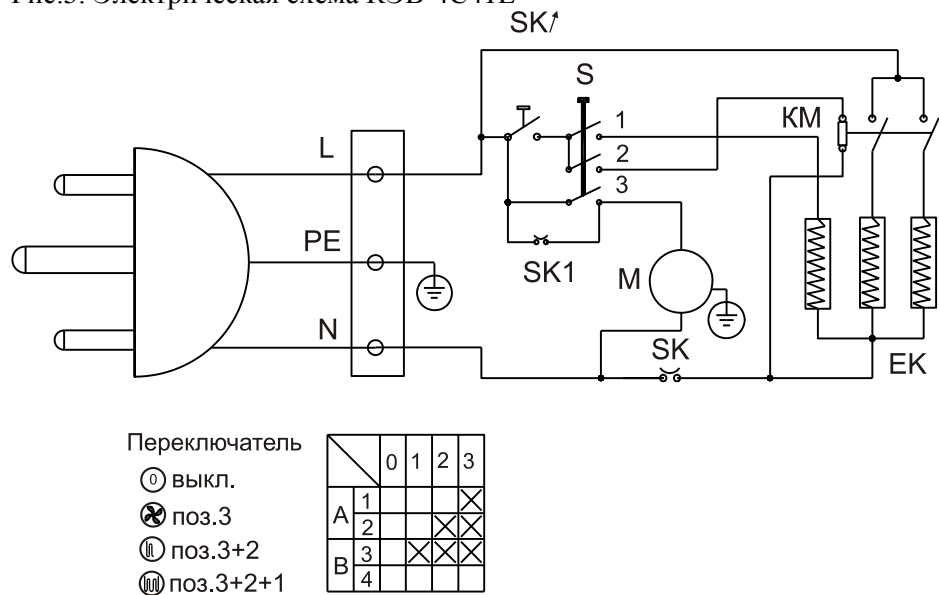 SK
S
1
КМ
L
2
3
PE
SK1
M
N
SK
EK
Переключатель
0 выкл.
поз.3
поз.3+2
поз.3+2+1
0 1 2 3
A 1
2
B 3
4